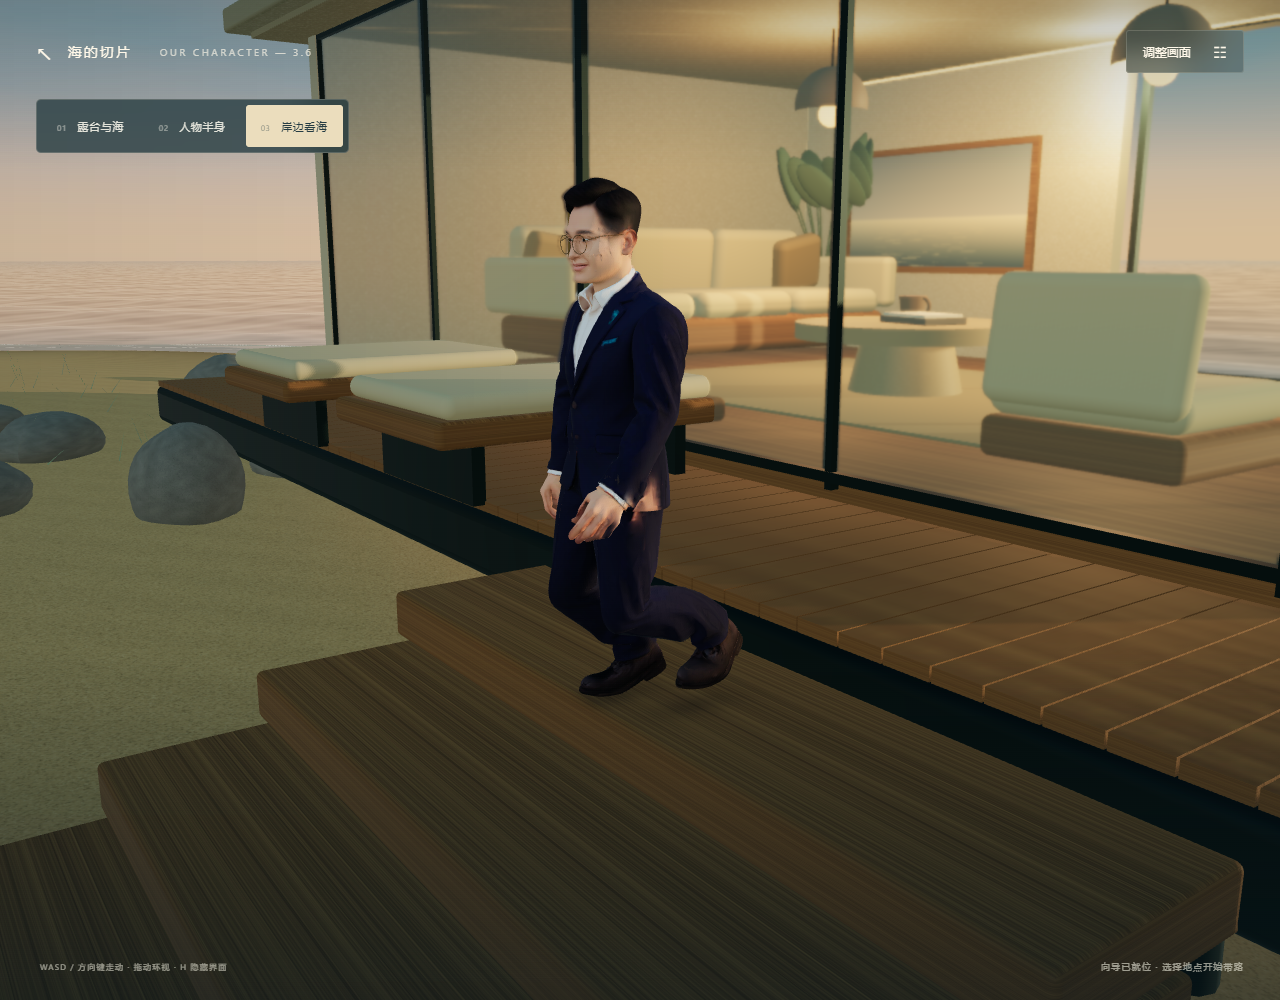 ↖ 海的切片 OUR CHARACTER — 3.6
调整画面
01 露台与海 02 人物半身 03 岸边看海
WASD / 方向键走动 · 拖动环视 · H 隐藏界面
向导已就位 · 选择地点开始带路